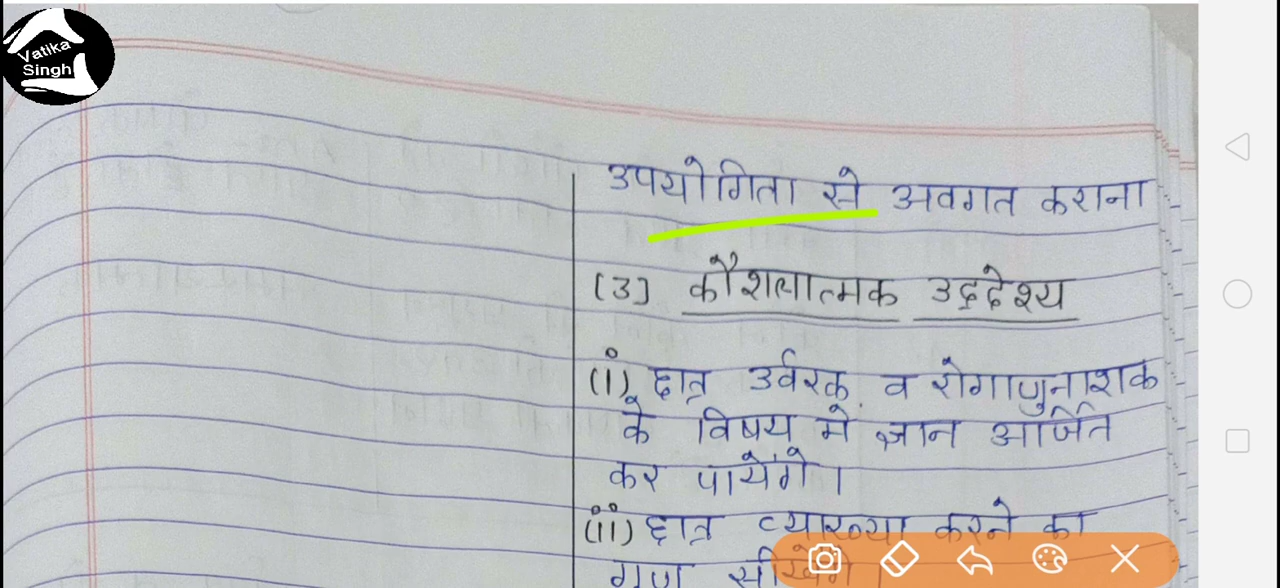 Vatika
Singh
उपयोगिता से अवगत कराना
(3) कौशलात्मक उद्देश्य
(i) छात्र उर्वरक व रोगाणुनाशक
के विषय में ज्ञान अर्जित
कर पायेंगे।
(ii) छात्र व्याख्या करने का
गुण सीखेंगे।